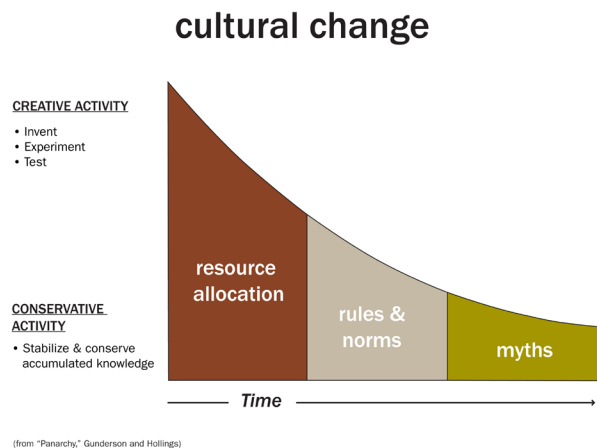 cultural change
CREATIVE ACTIVITY
• Invent
• Experiment
• Test
CONSERVATIVE
ACTIVITY
• Stabilize & conserve
accumulated knowledge
resource
allocation
rules &
norms
myths
Time
(from “Panarchy,” Gunderson and Hollings)